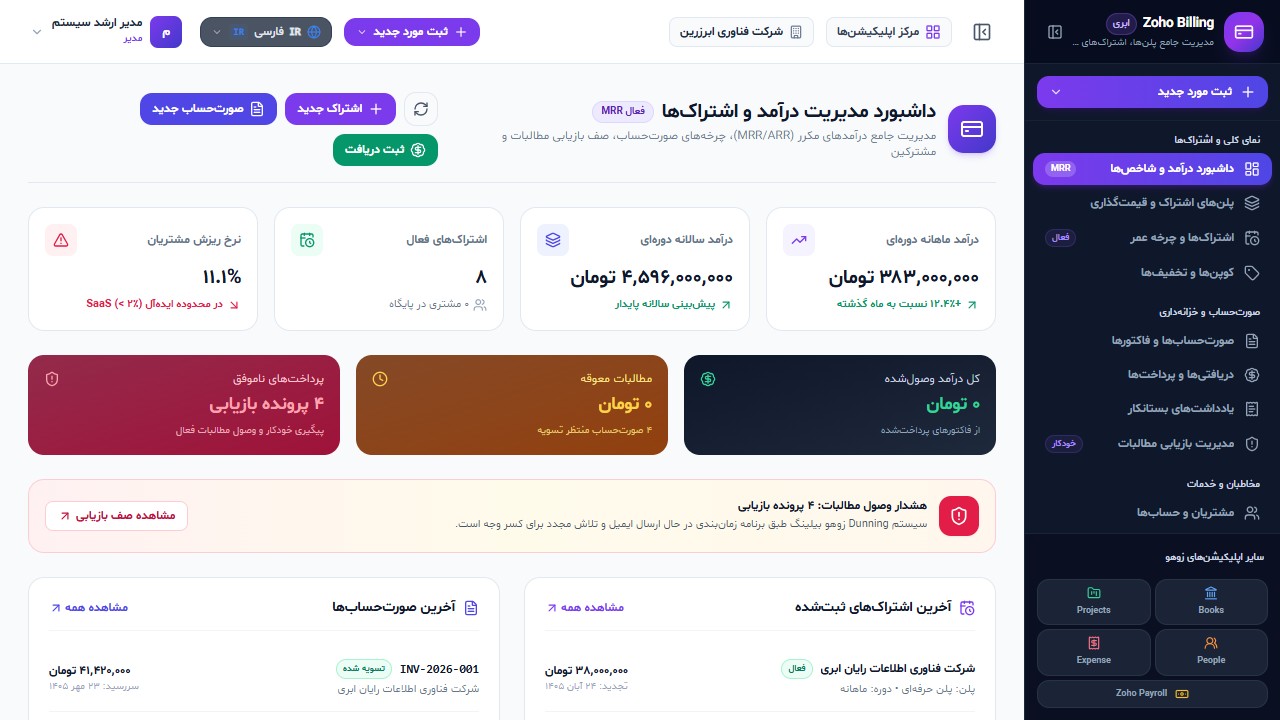 Zoho Billing ابری
مدیریت جامع پلن‌ها، اشتراک‌های ...
ثبت مورد جدید
نمای کلی و اشتراک‌ها
داشبورد درآمد و شاخص‌ها MRR
پلن‌های اشتراک و قیمت‌گذاری
اشتراک‌ها و چرخه عمر فعال
کوپن‌ها و تخفیف‌ها
صورت‌حساب و خزانه‌داری
صورت‌حساب‌ها و فاکتورها
دریافتی‌ها و پرداخت‌ها
یادداشت‌های بستانکار
مدیریت بازیابی مطالبات خودکار
مخاطبان و خدمات
مشتریان و حساب‌ها
سایر اپلیکیشن‌های زوهو
Books Projects
People Expense
Zoho Payroll
مرکز اپلیکیشن‌ها شرکت فناوری ابرزرین
ثبت مورد جدید
IR فارسی IR
مدیر ارشد سیستم
مدیر
م
داشبورد مدیریت درآمد و اشتراک‌ها فعال MRR
مدیریت جامع درآمدهای مکرر (MRR/ARR)، چرخه‌های صورت‌حساب، صف بازیابی مطالبات و
مشترکین
اشتراک جدید صورت‌حساب جدید
ثبت دریافت
درآمد ماهانه دوره‌ای
۳۸۳,۰۰۰,۰۰۰ تومان
+۱۲.۴٪ نسبت به ماه گذشته
درآمد سالانه دوره‌ای
۴,۵۹۶,۰۰۰,۰۰۰ تومان
پیش‌بینی سالانه پایدار
اشتراک‌های فعال
۸
۰ مشتری در پایگاه
نرخ ریزش مشتریان
۱۱.۱%
در محدوده ایده‌آل SaaS (< ۲٪)
کل درآمد وصول‌شده
۰ تومان
از فاکتورهای پرداخت‌شده
مطالبات معوقه
۰ تومان
۴ صورت‌حساب منتظر تسویه
پرداخت‌های ناموفق
۴ پرونده بازیابی
پیگیری خودکار و وصول مطالبات فعال
هشدار وصول مطالبات: ۴ پرونده بازیابی
سیستم Dunning زوهو بیلینگ طبق برنامه زمان‌بندی در حال ارسال ایمیل و تلاش مجدد برای کسر وجه است.
مشاهده صف بازیابی
آخرین اشتراک‌های ثبت‌شده مشاهده همه
شرکت فناوری اطلاعات رایان ابری فعال
پلن: پلن حرفه‌ای • دوره: ماهانه
۳۸,۰۰۰,۰۰۰ تومان
تجدید: ۲۴ آبان ۱۴۰۵
آخرین صورت‌حساب‌ها مشاهده همه
INV-2026-001 تسویه شده
شرکت فناوری اطلاعات رایان ابری
۴۱,۴۲۰,۰۰۰ تومان
سررسید: ۲۳ مهر ۱۴۰۵